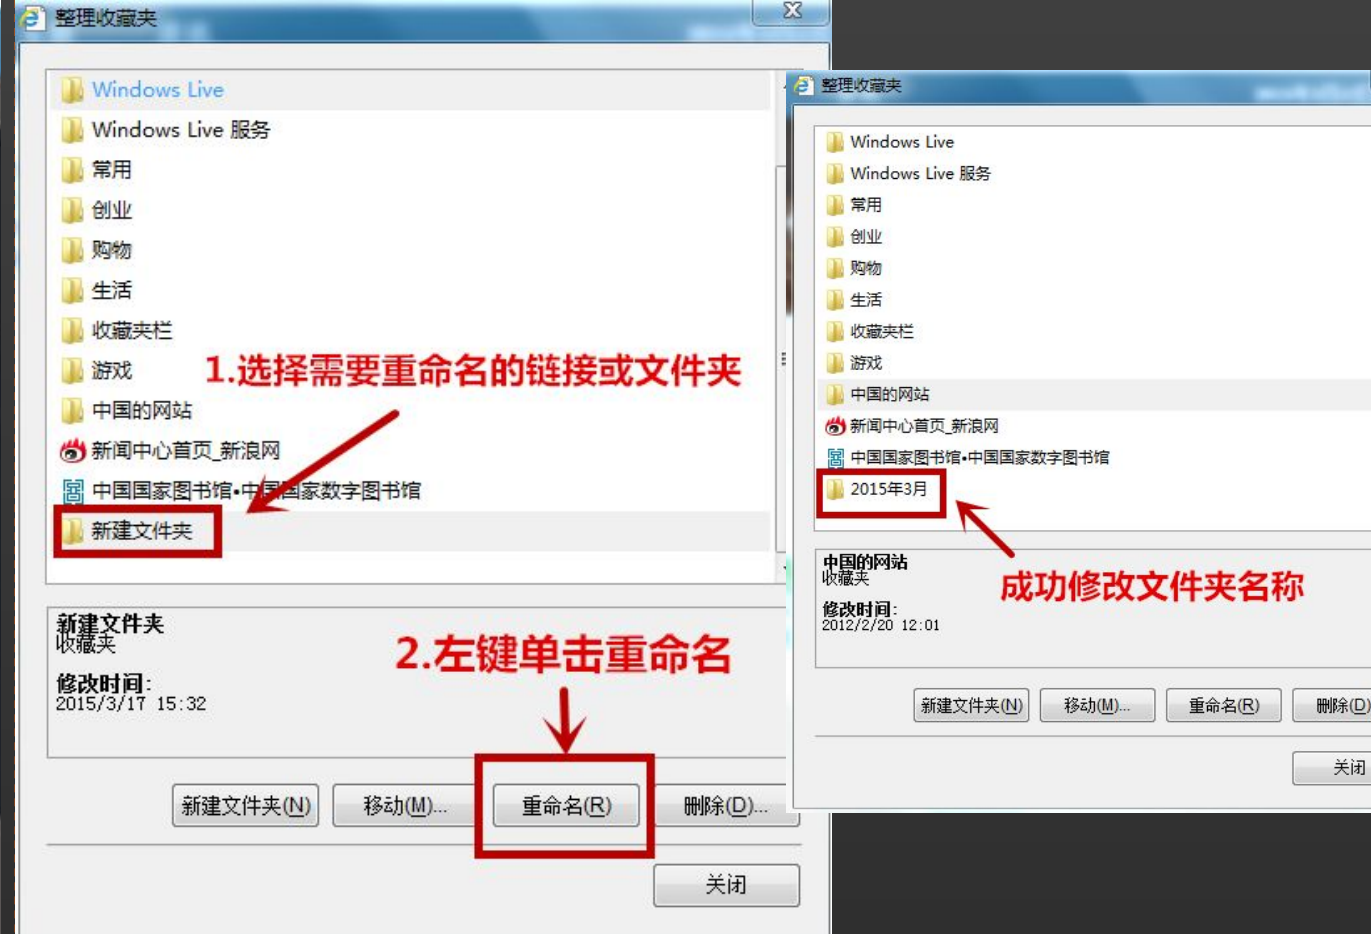 整理收藏夹
Windows Live
Windows Live 服务
常用
创业
购物
生活
收藏夹栏
游戏
1.选择需要重命名的链接或文件夹
中国的网站
新闻中心首页_新浪网
中国国家图书馆•中国国家数字图书馆
新建文件夹
新建文件夹
收藏夹
修改时间:
2015/3/17 15:32
2.左键单击重命名
新建文件夹(N)
移动(M)...
重命名(R)
删除(D)...
关闭
整理收藏夹
Windows Live
Windows Live 服务
常用
创业
购物
生活
收藏夹栏
游戏
中国的网站
新闻中心首页_新浪网
中国国家图书馆•中国国家数字图书馆
2015年3月
成功修改文件夹名称
中国的网站
收藏夹
修改时间:
2012/2/20 12:01
新建文件夹(N)
移动(M)...
重命名(R)
删除(D)
关闭